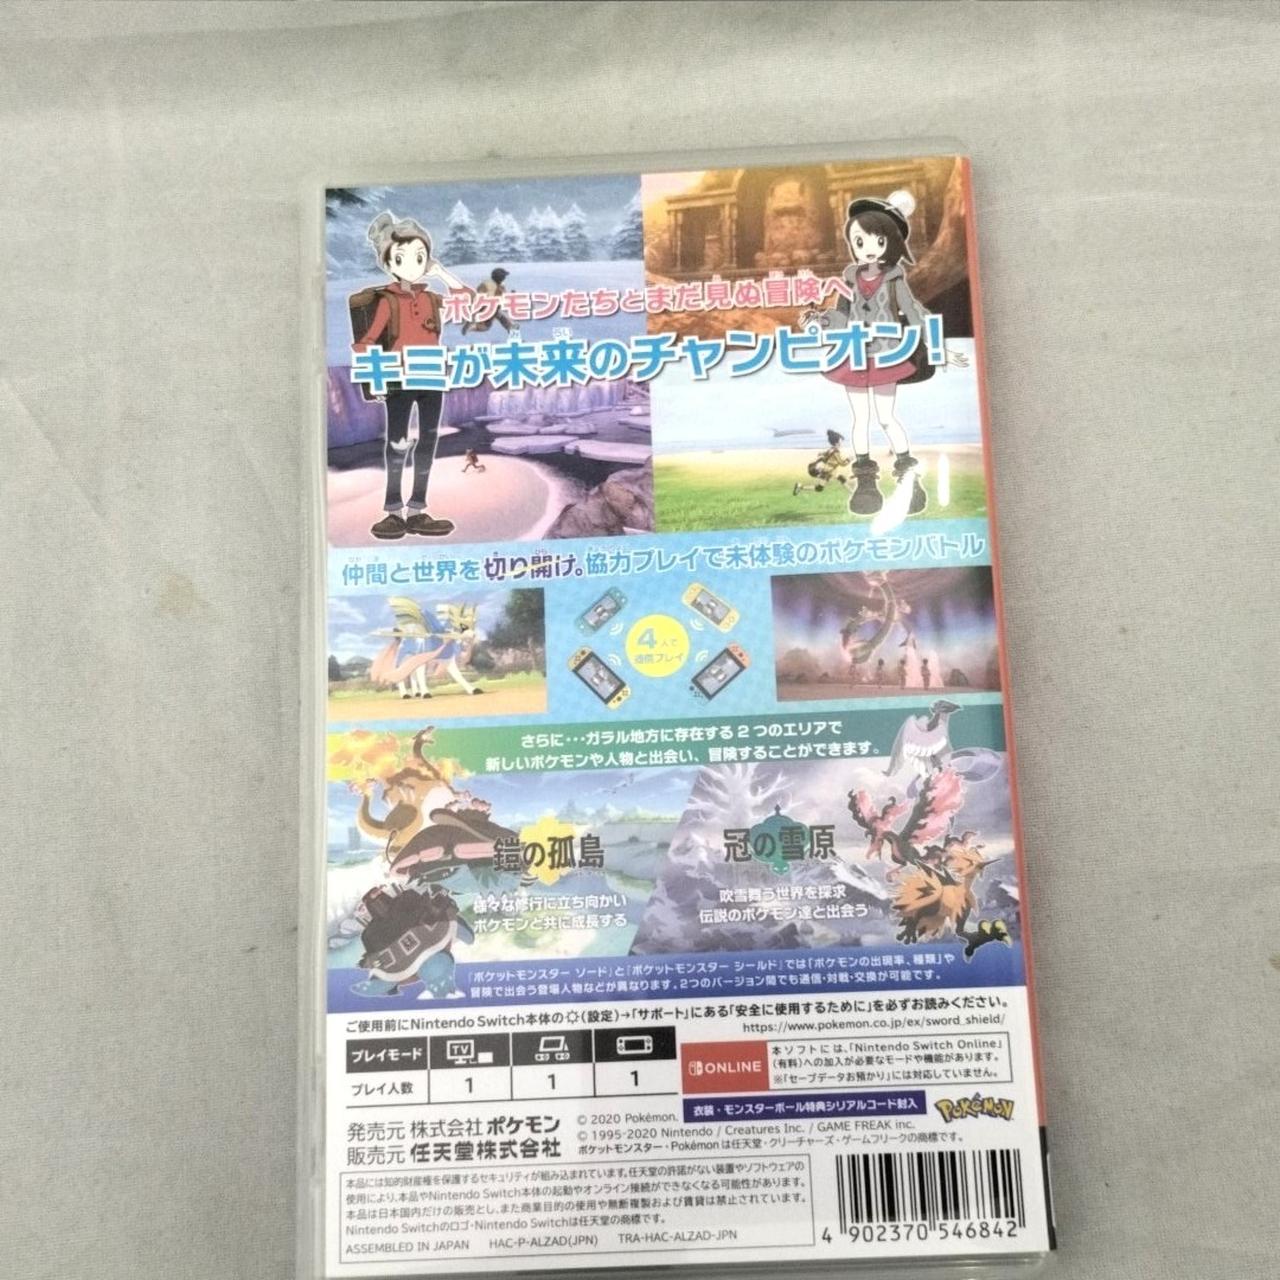 ポケモンたちとまだ見ぬ冒険へ
キミが未来のチャンピオン!
仲間と世界を切り開け。協力プレイで未体験のポケモンバトル
4人で
通信プレイ
さらに・・・ガラル地方に存在する2つのエリアで
新しいポケモンや人物と出会い、冒険することができます。
鎧の孤島
様々な修行に立ち向かい
ポケモンと共に成長する
冠の雪原
吹雪舞う世界を探求
伝説のポケモン達と出会う
『ポケットモンスター ソード』と『ポケットモンスター シールド』では「ポケモンの出現率、種類」や
冒険で出会う登場人物などが異なります。2つのバージョン間でも通信・対戦・交換が可能です。
ご使用前にNintendo Switch本体の(設定)→「サポート」にある「安全に使用するために」を必ずお読みください。
https://www.pokemon.co.jp/ex/sword_shield/
プレイモード TV
プレイ人数 1 1 1
ONLINE
本ソフトには、「Nintendo Switch Online」
(有料)への加入が必要なモードや機能があります。
※「セーブデータお預かり」には対応していません。
衣装・モンスターボール特典シリアルコード封入
POKéMON
発売元 株式会社ポケモン
販売元 任天堂株式会社
© 2020 Pokémon.
© 1995-2020 Nintendo / Creatures Inc. / GAME FREAK inc.
ポケットモンスター・Pokémonは任天堂・クリーチャーズ・ゲームフリークの商標です。
本品には知的財産権を保護するセキュリティが組み込まれています。任天堂の許諾がない装置やソフトウェアの
使用により、本品やNintendo Switch本体の起動やオンライン接続ができなくなる可能性があります。
本品は日本国内だけの販売とし、また商業目的の使用や無断複製および賃貸は禁止されています。
Nintendo Switchのロゴ・Nintendo Switchは任天堂の商標です。
ASSEMBLED IN JAPAN HAC-P-ALZAD(JPN) TRA-HAC-ALZAD-JPN
4 902370 546842